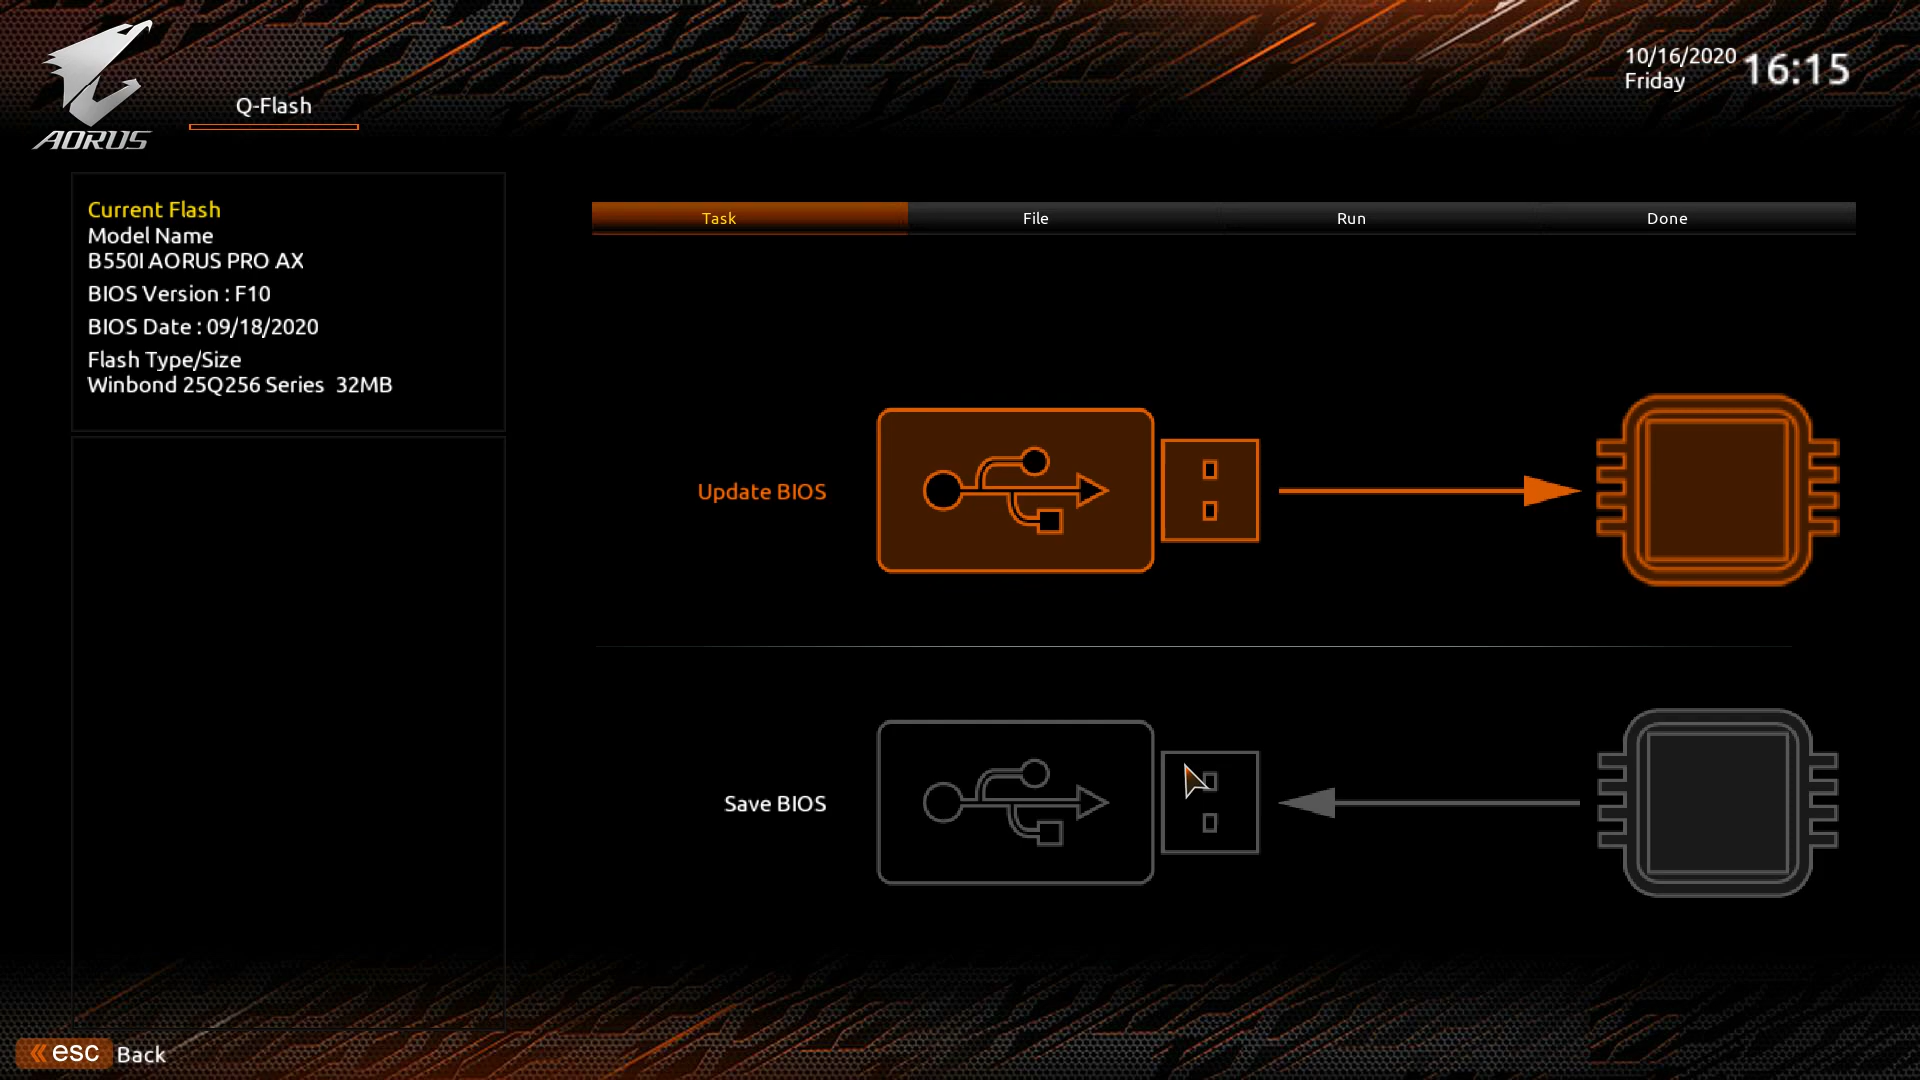 AORUS
Q-Flash
10/16/2020
Friday
16:15
Current Flash
Model Name
B550I AORUS PRO AX
BIOS Version : F10
BIOS Date : 09/18/2020
Flash Type/Size
Winbond 25Q256 Series  32MB
Task
File
Run
Done
Update BIOS
Save BIOS
esc Back